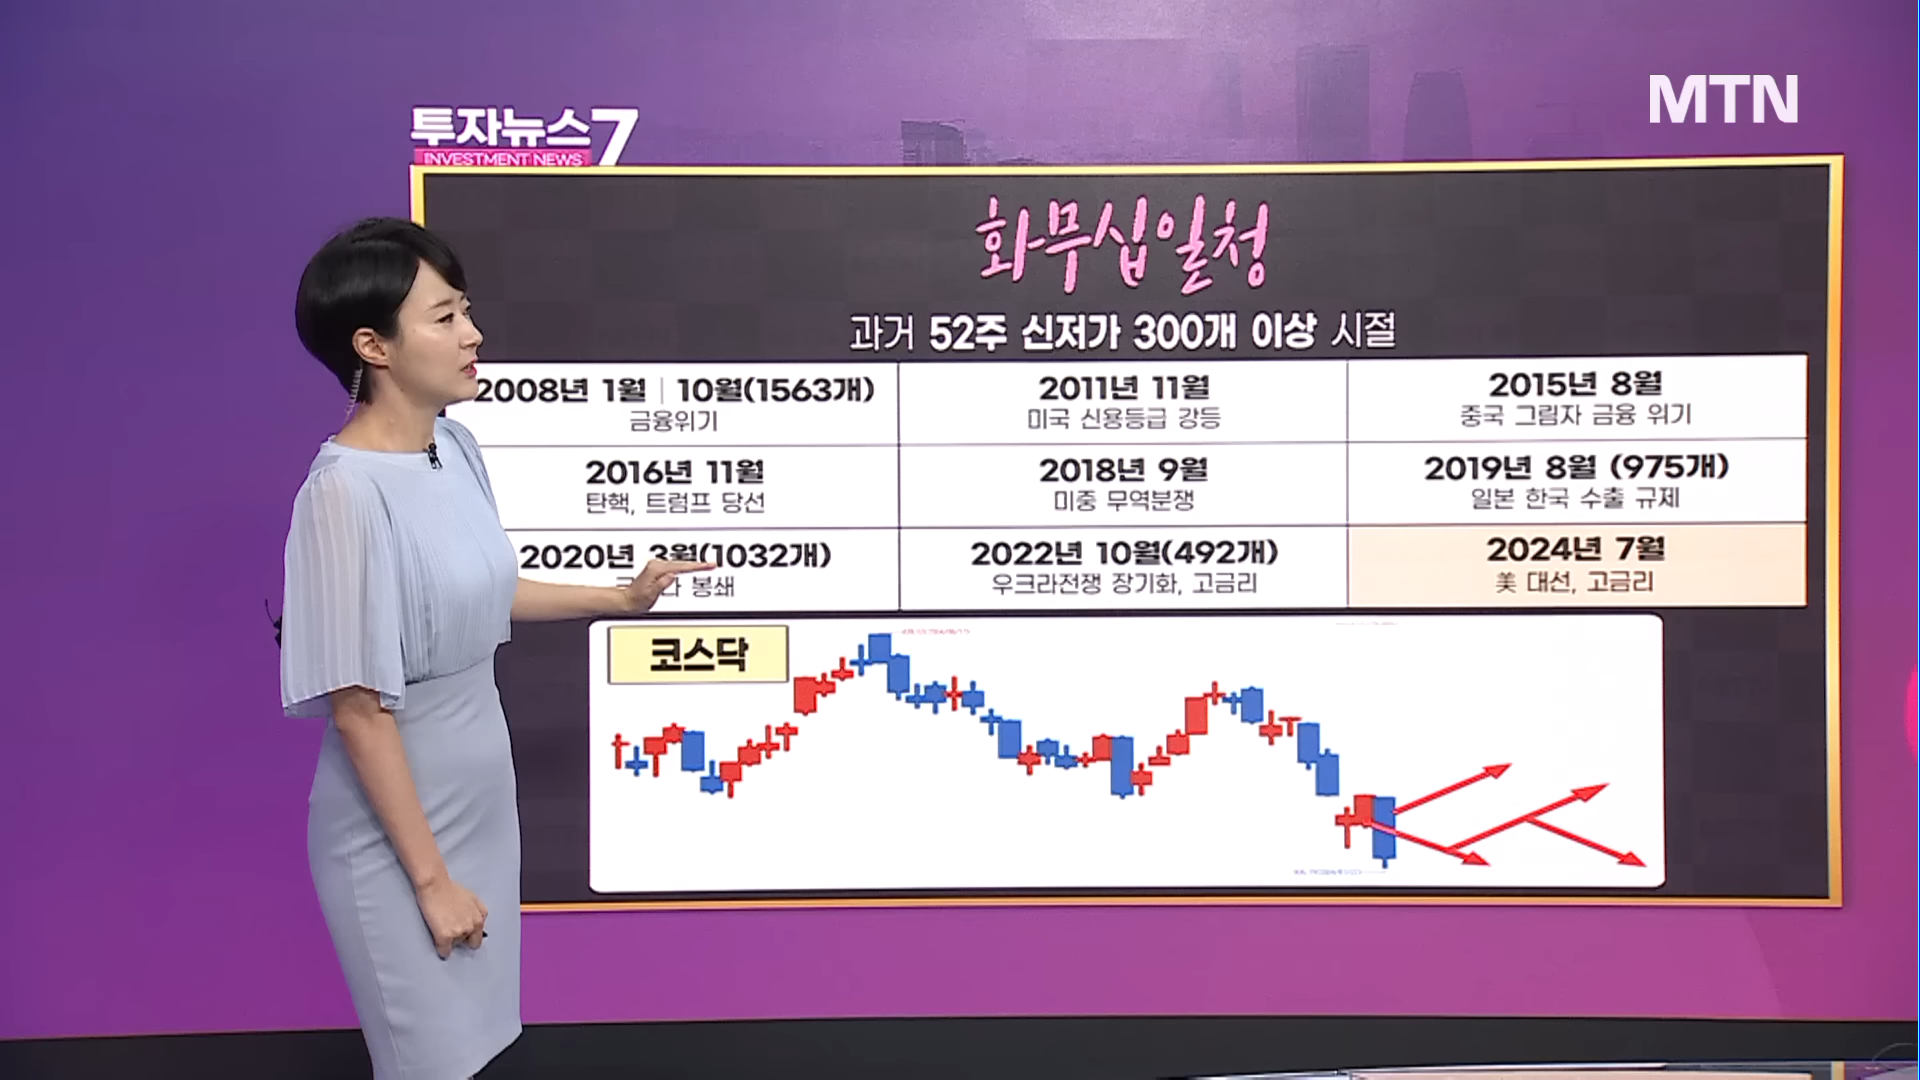 MTN
투자뉴스7
INVESTMENT NEWS
화무십일청
과거 52주 신저가 300개 이상 시절
2008년 1월 | 10월(1563개)
금융위기
2011년 11월
미국 신용등급 강등
2015년 8월
중국 그림자 금융 위기
2016년 11월
탄핵, 트럼프 당선
2018년 9월
미중 무역분쟁
2019년 8월 (975개)
일본 한국 수출 규제
2020년 3월(1032개)
봉쇄
2022년 10월(492개)
우크라전쟁 장기화, 고금리
2024년 7월
美 대선, 고금리
코스닥